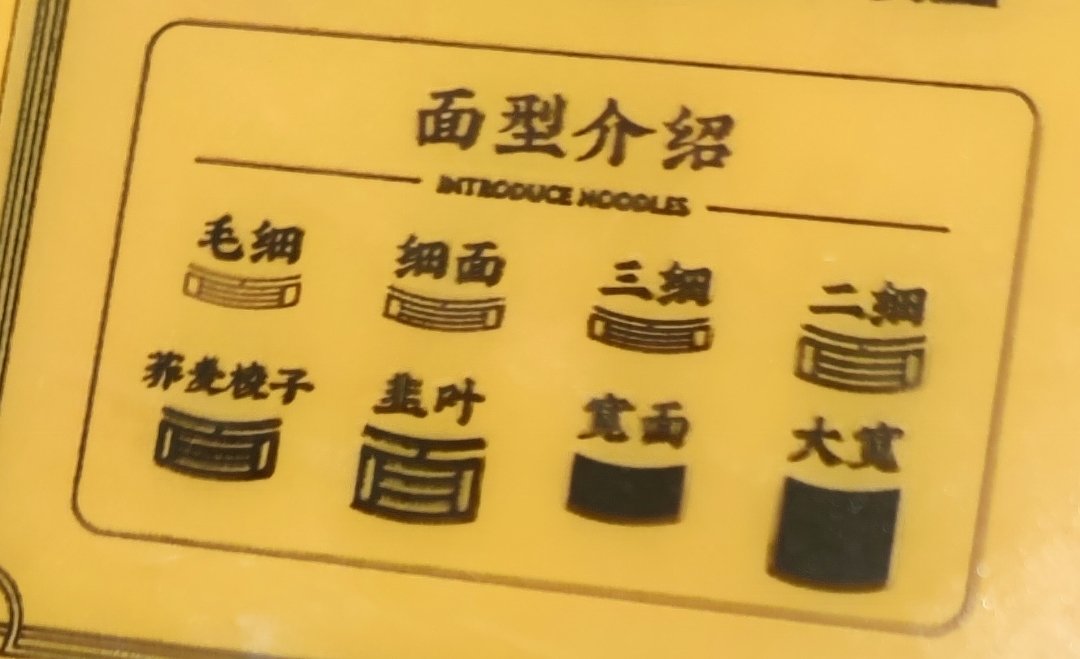 面型介绍
INTRODUCE NOODLES
毛细 细面 三细 二细
荞麦棱子 韭叶 宽面 大宽